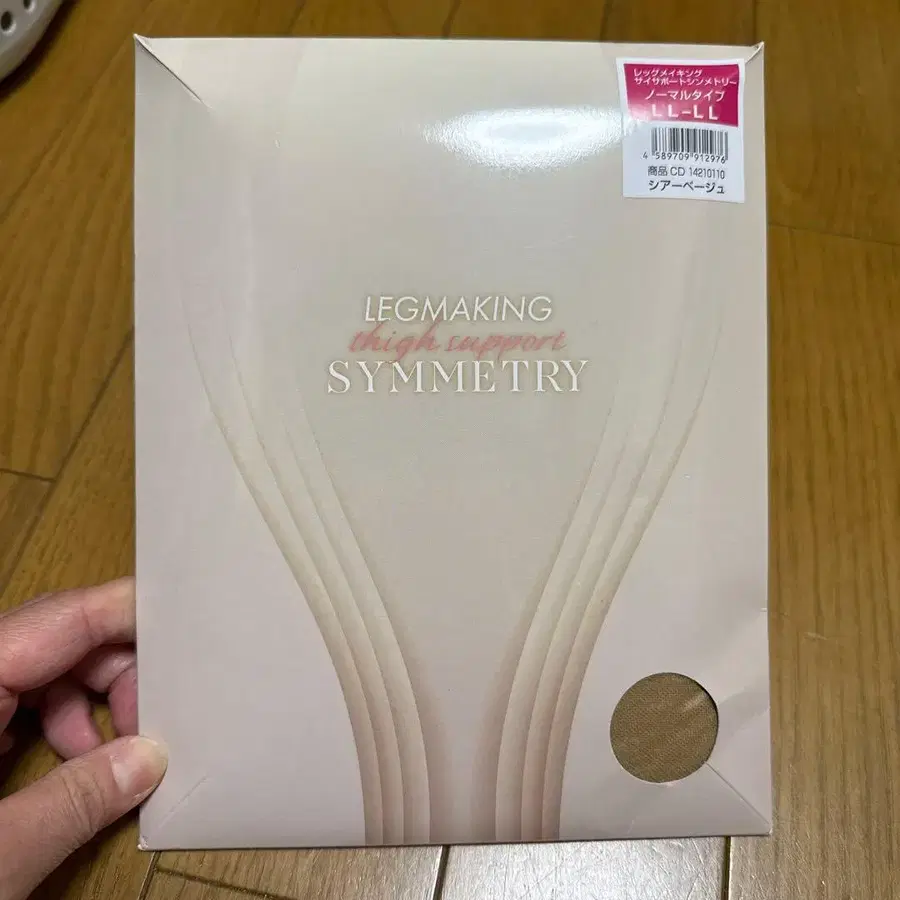 レッグメイキング
サイサポートシンメトリー
ノーマルタイプ
LL-LL
4 589709 912976
商品CD 14210110
シアーベージュ
LEGMAKING
thigh support
SYMMETRY